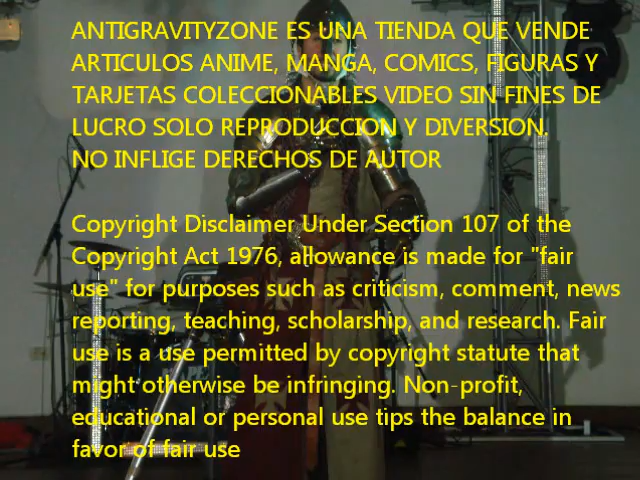 ANTIGRAVITYZONE ES UNA TIENDA QUE VENDE
ARTICULOS ANIME, MANGA, COMICS, FIGURAS Y
TARJETAS COLECCIONABLES VIDEO SIN FINES DE
LUCRO SOLO REPRODUCCION Y DIVERSION.
NO INFLIGE DERECHOS DE AUTOR
Copyright Disclaimer Under Section 107 of the
Copyright Act 1976, allowance is made for "fair
use" for purposes such as criticism, comment, news
reporting, teaching, scholarship, and research. Fair
use is a use permitted by copyright statute that
might otherwise be infringing. Non-profit,
educational or personal use tips the balance in
favor of fair use